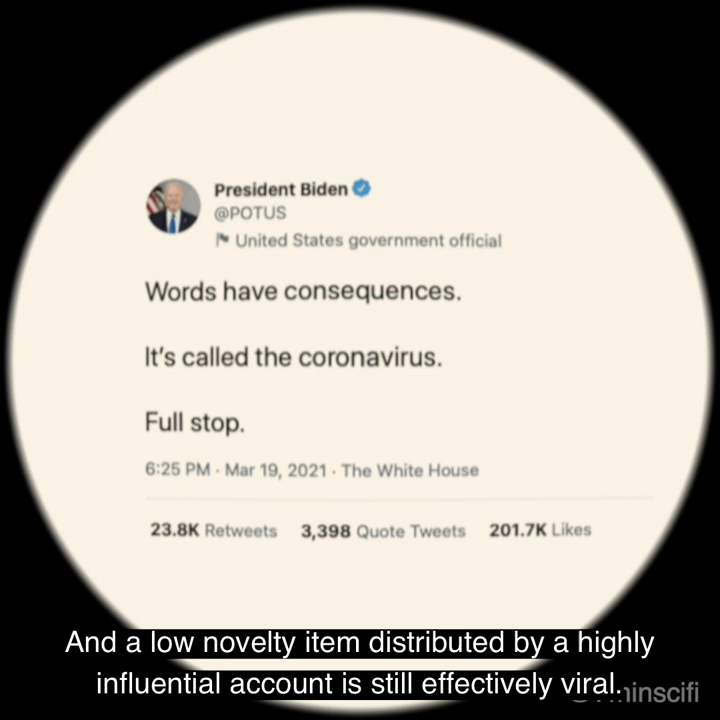 President Biden
@POTUS
United States government official
Words have consequences.
It's called the coronavirus.
Full stop.
6:25 PM · Mar 19, 2021 · The White House
23.8K Retweets 3,398 Quote Tweets 201.7K Likes
And a low novelty item distributed by a highly
influential account is still effectively viral.